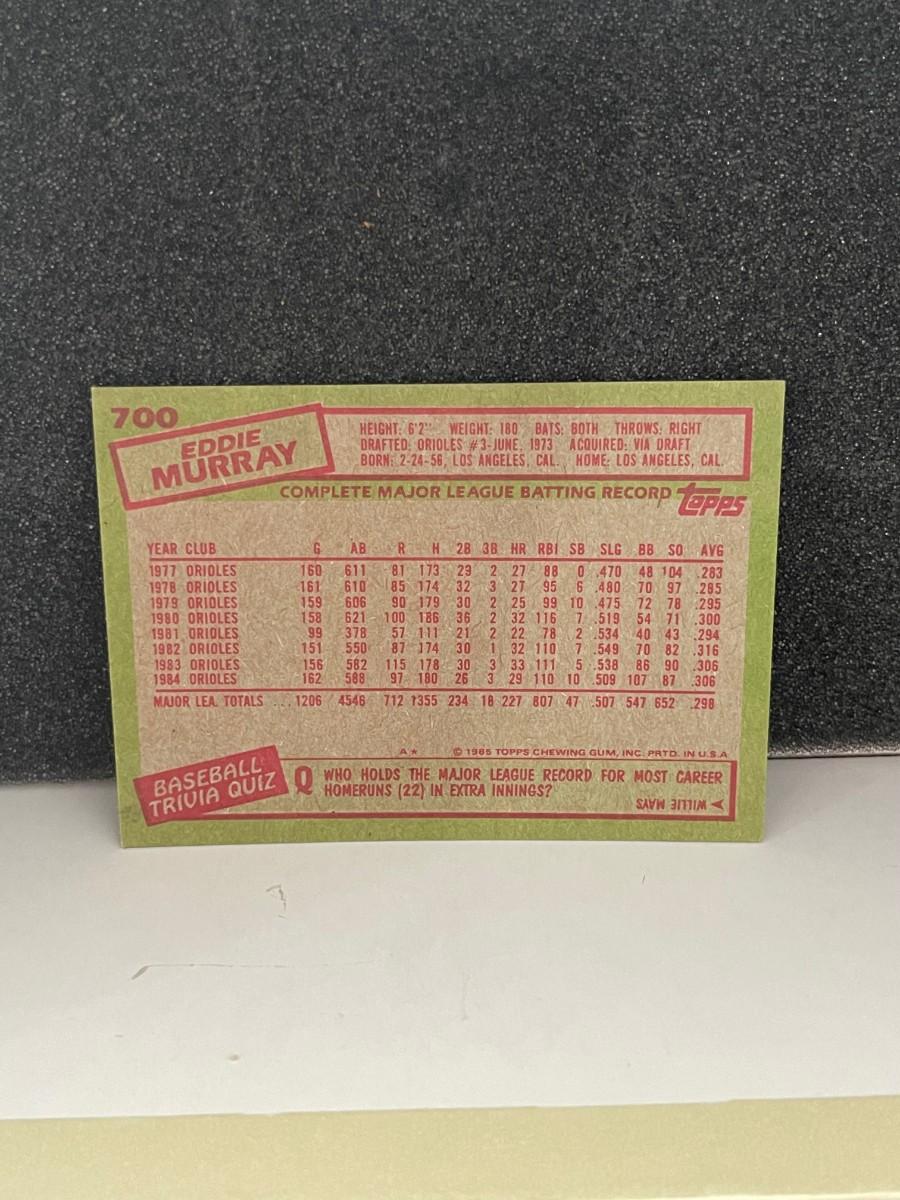 700
EDDIE
MURRAY
HEIGHT: 6'2" WEIGHT: 180 BATS: BOTH THROWS: RIGHT
DRAFTED: ORIOLES #3-JUNE, 1973 ACQUIRED: VIA DRAFT
BORN: 2-24-56, LOS ANGELES, CAL. HOME: LOS ANGELES, CAL.
COMPLETE MAJOR LEAGUE BATTING RECORD topps
YEAR CLUB G AB R H 2B 3B HR RBI SB SLG BB SO AVG
1977 ORIOLES 160 611 81 173 29 2 27 88 0 .470 48 104 .283
1978 ORIOLES 161 610 85 174 32 3 27 95 6 .480 70 97 .285
1979 ORIOLES 159 606 90 179 30 2 25 99 10 .475 72 78 .295
1980 ORIOLES 158 621 100 186 36 2 32 116 7 .519 54 71 .300
1981 ORIOLES 99 378 57 111 21 2 22 78 2 .534 40 43 .294
1982 ORIOLES 151 550 87 174 30 1 32 110 7 .549 70 82 .316
1983 ORIOLES 156 582 115 178 30 3 33 111 5 .538 86 90 .306
1984 ORIOLES 162 588 97 180 26 3 29 110 10 .509 107 87 .306
MAJOR LEA. TOTALS ... 1206 4546 712 1355 234 18 227 807 47 .507 547 652 .298
A★ © 1985 TOPPS CHEWING GUM, INC. PRTD. IN U.S.A
BASEBALL
TRIVIA QUIZ
Q WHO HOLDS THE MAJOR LEAGUE RECORD FOR MOST CAREER
HOMERUNS (22) IN EXTRA INNINGS?
WILLIE MAYS